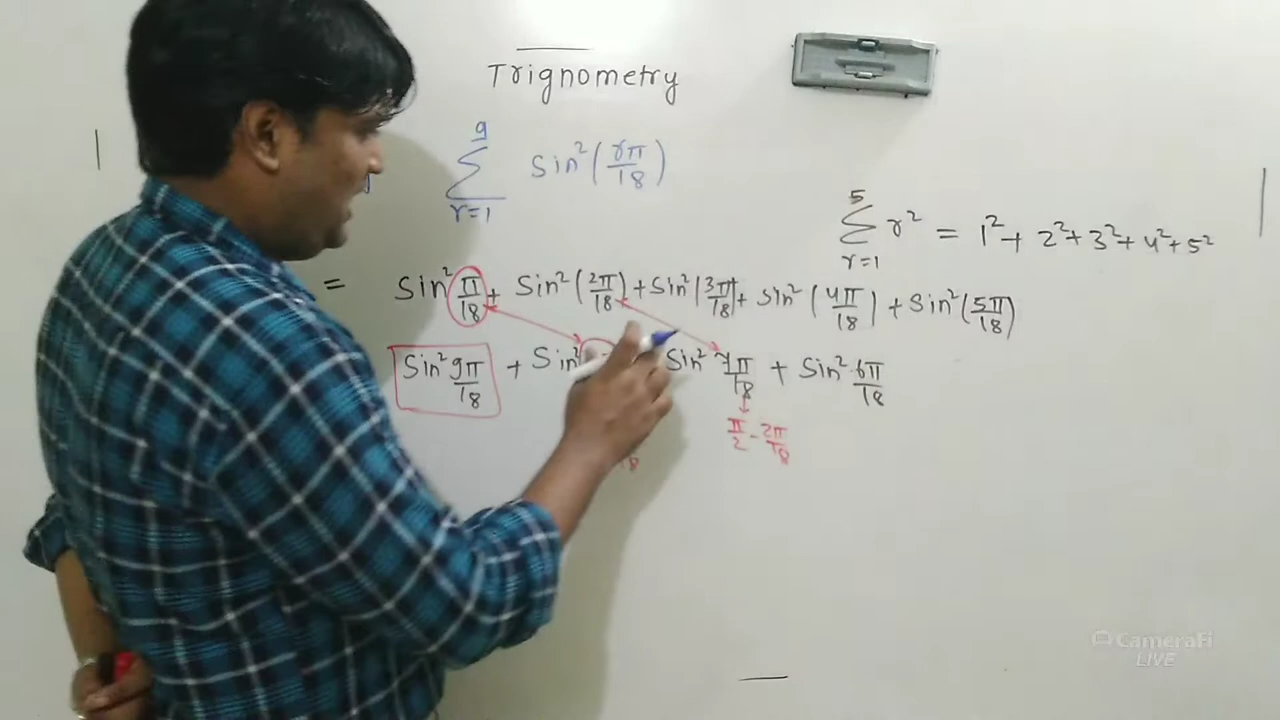 Trignometry
9
Σ Sin²(rπ/18)
r=1
5
Σ r² = 1²+ 2²+3²+4²+5²
r=1
= Sin² π/18 + Sin²(2π/18)+Sin²(3π/18)+ Sin²(4π/18) + Sin²(5π/18)
Sin² 9π/18 + Sin² Sin² 7π/18 + Sin² 6π/18
π/2 - 2π/18
18
CameraFi
LIVE